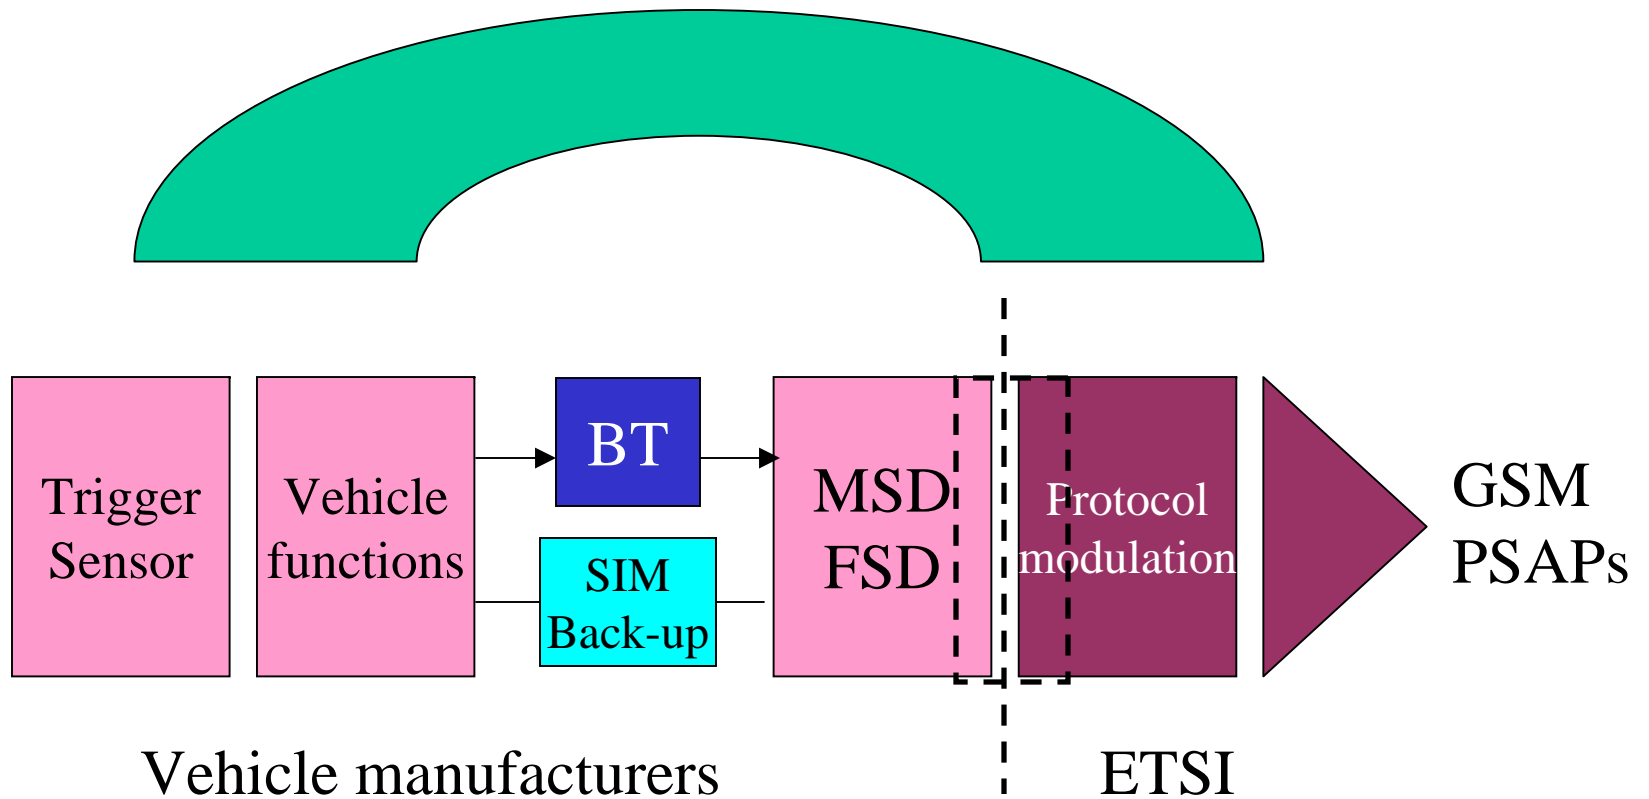 Trigger
Sensor
Vehicle
functions
BT
SIM
Back-up
MSD
FSD
Protocol
modulation
GSM
PSAPs
Vehicle manufacturers
ETSI